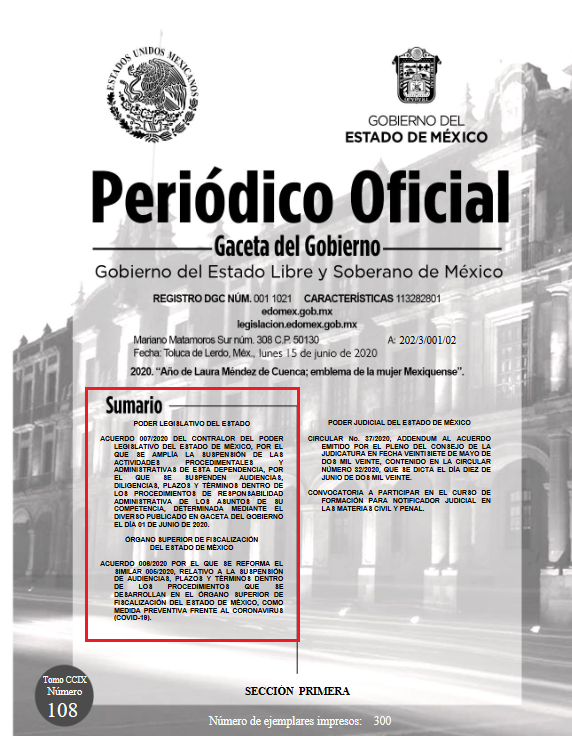 ESTADOS UNIDOS MEXICANOS
GOBIERNO DEL
ESTADO DE MÉXICO
Periódico Oficial
Gaceta del Gobierno
Gobierno del Estado Libre y Soberano de México
REGISTRO DGC NÚM. 001 1021 CARACTERÍSTICAS 113282801
edomex.gob.mx
legislacion.edomex.gob.mx
Mariano Matamoros Sur núm. 308 C.P. 50130 A: 202/3/001/02
Fecha: Toluca de Lerdo, Méx., lunes 15 de junio de 2020
2020. “Año de Laura Méndez de Cuenca; emblema de la mujer Mexiquense”.
Sumario
PODER LEGISLATIVO DEL ESTADO
ACUERDO 007/2020 DEL CONTRALOR DEL PODER
LEGISLATIVO DEL ESTADO DE MÉXICO, POR EL
QUE SE AMPLÍA LA SUSPENSIÓN DE LAS
ACTIVIDADES PROCEDIMENTALES Y
ADMINISTRATIVAS DE ESTA DEPENDENCIA, POR
EL QUE SE SUSPENDEN AUDIENCIAS,
DILIGENCIAS, PLAZOS Y TÉRMINOS DENTRO DE
LOS PROCEDIMIENTOS DE RESPONSABILIDAD
ADMINISTRATIVA DE LOS ASUNTOS DE SU
COMPETENCIA, DETERMINADA MEDIANTE EL
DIVERSO PUBLICADO EN GACETA DEL GOBIERNO
EL DÍA 01 DE JUNIO DE 2020.
ÓRGANO SUPERIOR DE FISCALIZACIÓN
DEL ESTADO DE MÉXICO
ACUERDO 006/2020 POR EL QUE SE REFORMA EL
SIMILAR 005/2020, RELATIVO A LA SUSPENSIÓN
DE AUDIENCIAS, PLAZOS Y TÉRMINOS DENTRO
DE LOS PROCEDIMIENTOS QUE SE
DESARROLLAN EN EL ÓRGANO SUPERIOR DE
FISCALIZACIÓN DEL ESTADO DE MÉXICO, COMO
MEDIDA PREVENTIVA FRENTE AL CORONAVIRUS
(COVID-19).
PODER JUDICIAL DEL ESTADO DE MÉXICO
CIRCULAR No. 37/2020, ADDENDUM AL ACUERDO
EMITIDO POR EL PLENO DEL CONSEJO DE LA
JUDICATURA EN FECHA VEINTISIETE DE MAYO DE
DOS MIL VEINTE, CONTENIDO EN LA CIRCULAR
NÚMERO 32/2020, QUE SE DICTA EL DÍA DIEZ DE
JUNIO DE DOS MIL VEINTE.
CONVOCATORIA A PARTICIPAR EN EL CURSO DE
FORMACIÓN PARA NOTIFICADOR JUDICIAL EN
LAS MATERIAS CIVIL Y PENAL.
Tomo CCIX
Número
108
SECCIÓN PRIMERA
Número de ejemplares impresos: 300